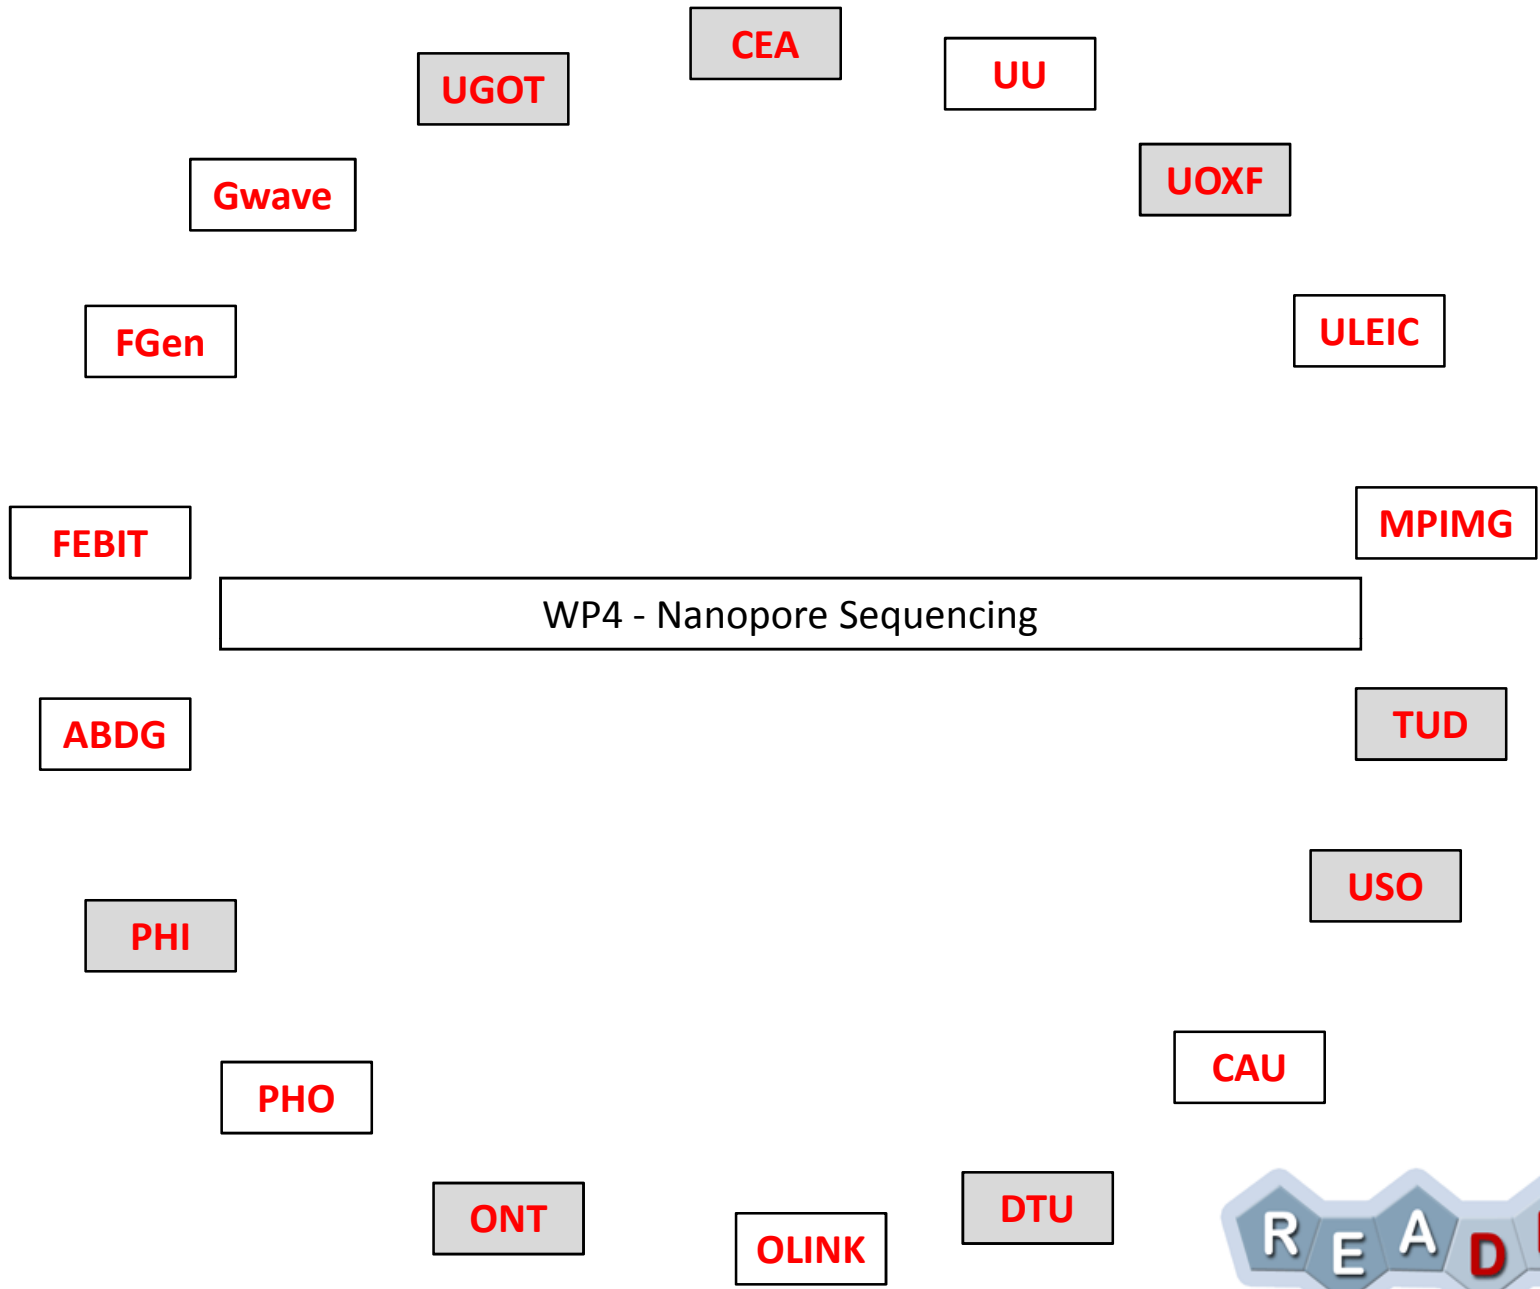 CEA
UU
UGOT
UOXF
Gwave
ULEIC
FGen
MPIMG
FEBIT
WP4 - Nanopore Sequencing
TUD
ABDG
USO
PHI
CAU
PHO
DTU
ONT
OLINK
READ